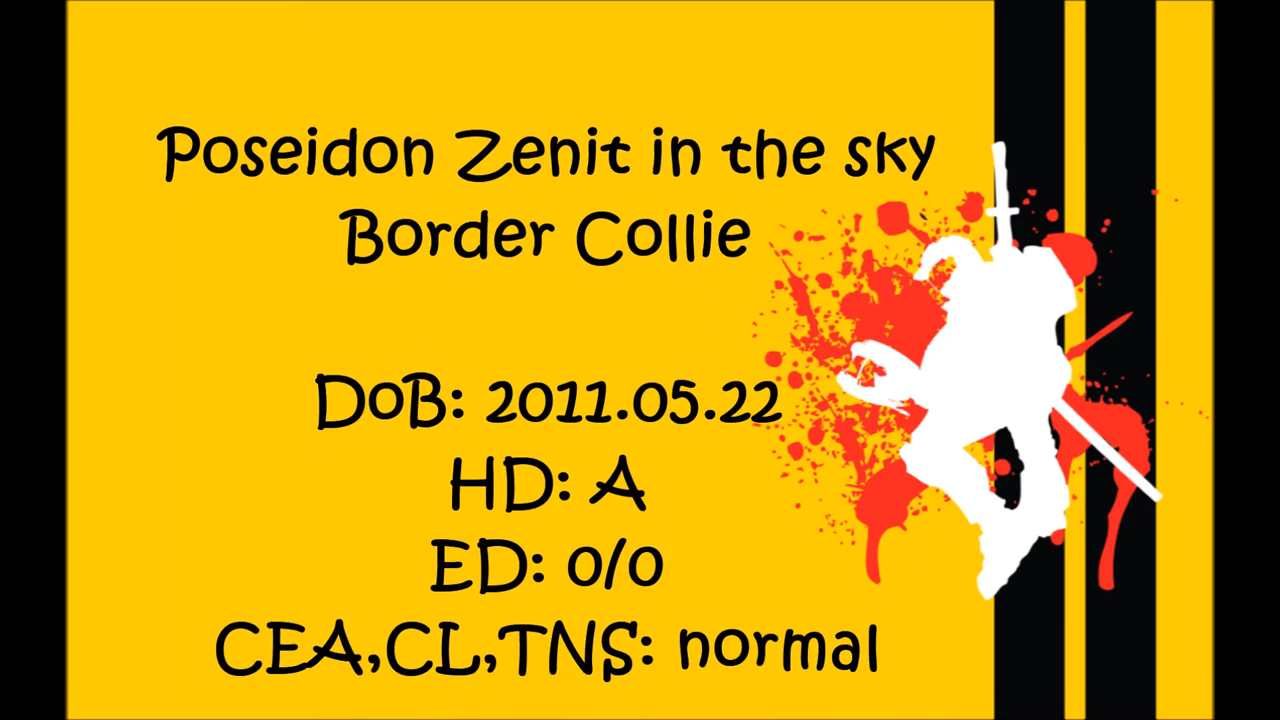 Poseidon Zenit in the sky
Border Collie
DoB: 2011.05.22
HD: A
ED: 0/0
CEA,CL,TNS: normal